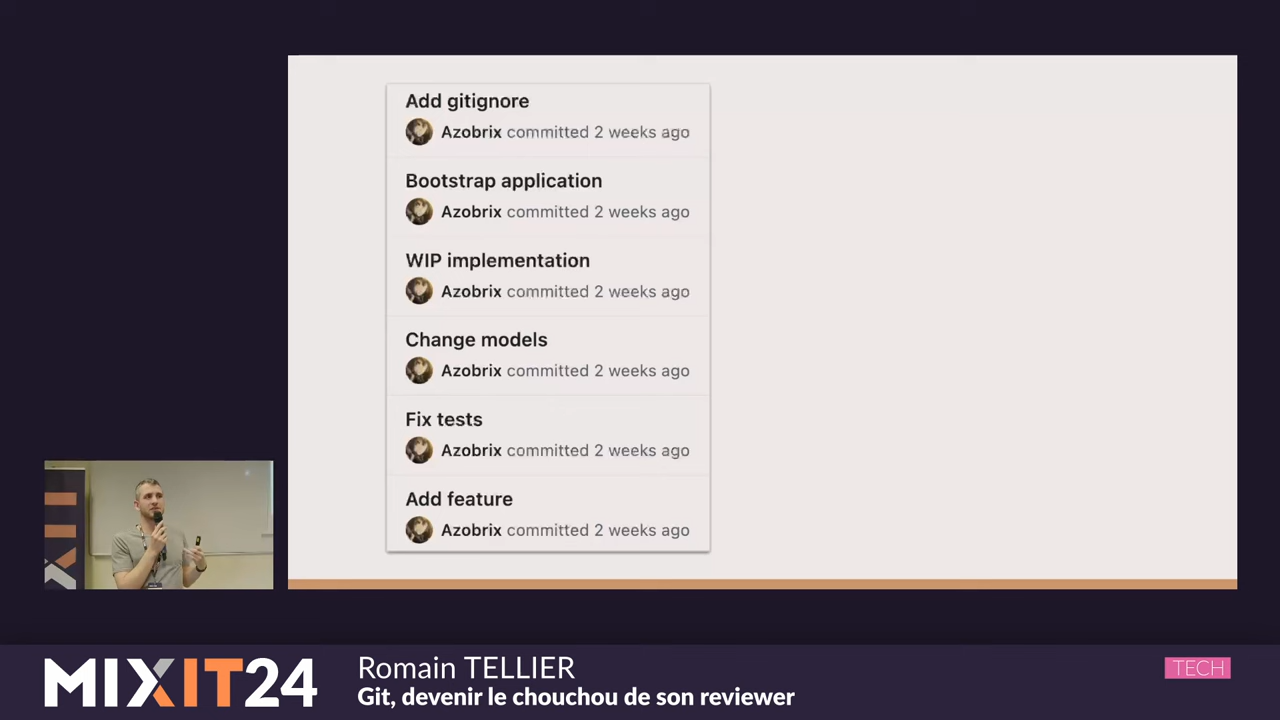 Add gitignore
Azobrix committed 2 weeks ago
Bootstrap application
Azobrix committed 2 weeks ago
WIP implementation
Azobrix committed 2 weeks ago
Change models
Azobrix committed 2 weeks ago
Fix tests
Azobrix committed 2 weeks ago
Add feature
Azobrix committed 2 weeks ago
MIXIT24
Romain TELLIER
Git, devenir le chouchou de son reviewer
TECH